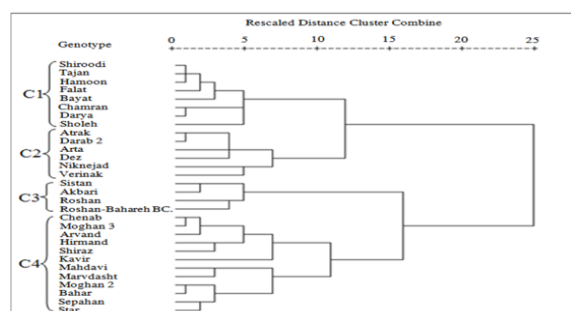 Rescaled Distance Cluster Combine
Genotype 0 5 10 15 20 25
C1
Shiroodi
Tajan
Hamoon
Falat
Bayat
Chamran
Darya
Sholeh
C2
Atrak
Darab 2
Arta
Dez
Niknejad
Verinak
C3
Sistan
Akbari
Roshan
Roshan-Bahareh BC.
C4
Chenab
Moghan 3
Arvand
Hirmand
Shiraz
Kavir
Mahdavi
Marvdasht
Moghan 2
Bahar
Sepahan
Star